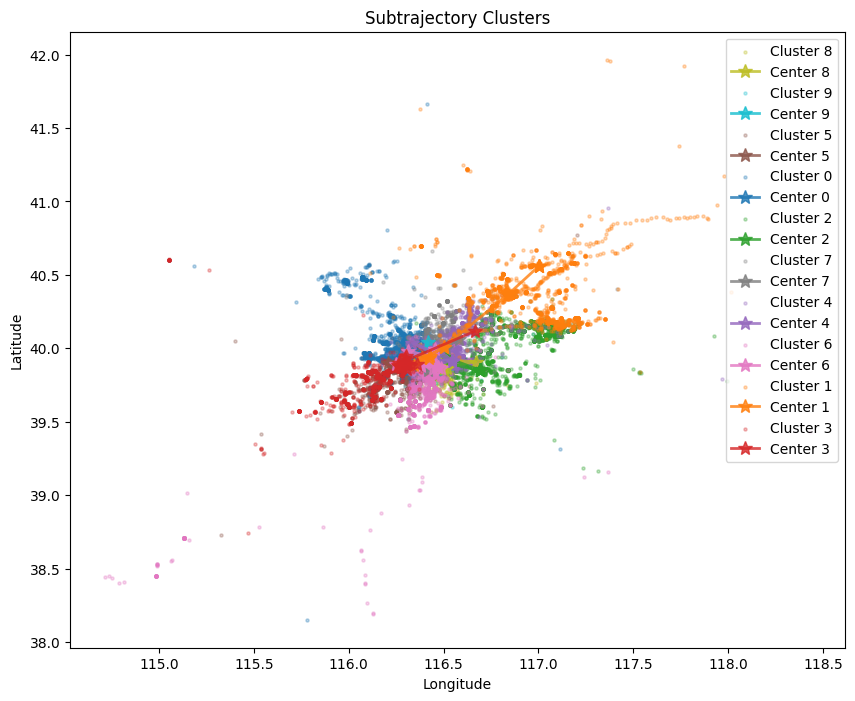 Subtrajectory Clusters
42.0
41.5
41.0
40.5
40.0
39.5
39.0
38.5
38.0
Latitude
115.0
115.5
116.0
116.5
117.0
117.5
118.0
118.5
Longitude
Cluster 8
Center 8
Cluster 9
Center 9
Cluster 5
Center 5
Cluster 0
Center 0
Cluster 2
Center 2
Cluster 7
Center 7
Cluster 4
Center 4
Cluster 6
Center 6
Cluster 1
Center 1
Cluster 3
Center 3